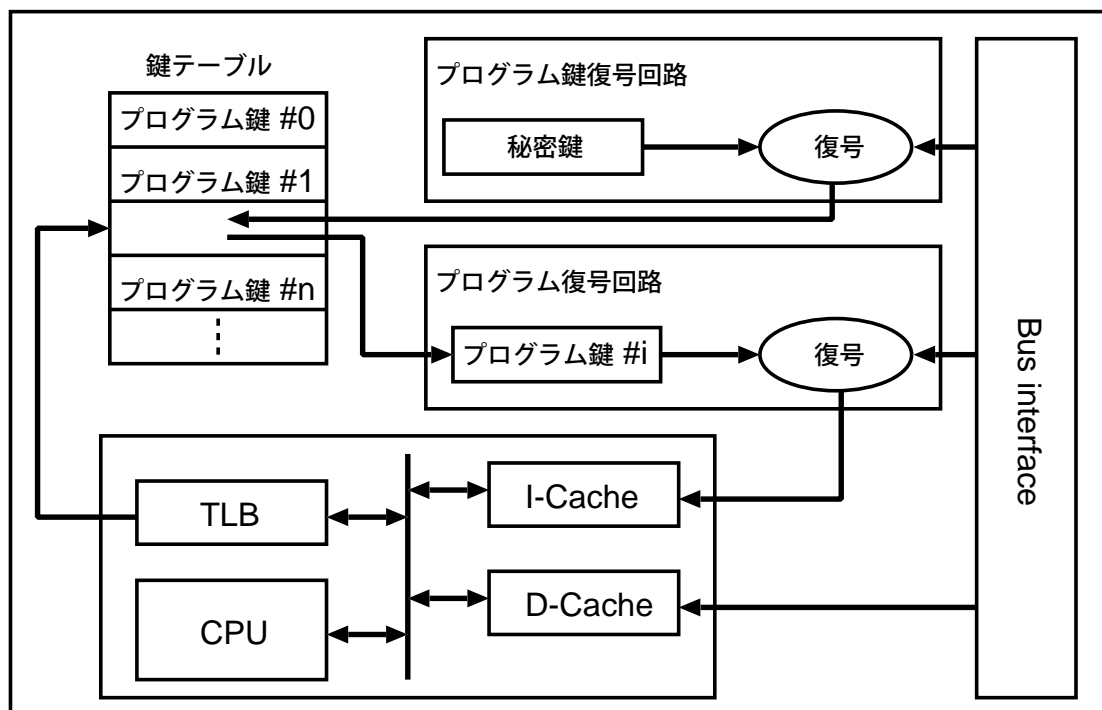 鍵テーブル
プログラム鍵 #0
プログラム鍵 #1
プログラム鍵 #n
プログラム鍵復号回路
秘密鍵
復号
プログラム復号回路
プログラム鍵 #i
復号
TLB
CPU
I-Cache
D-Cache
Bus interface